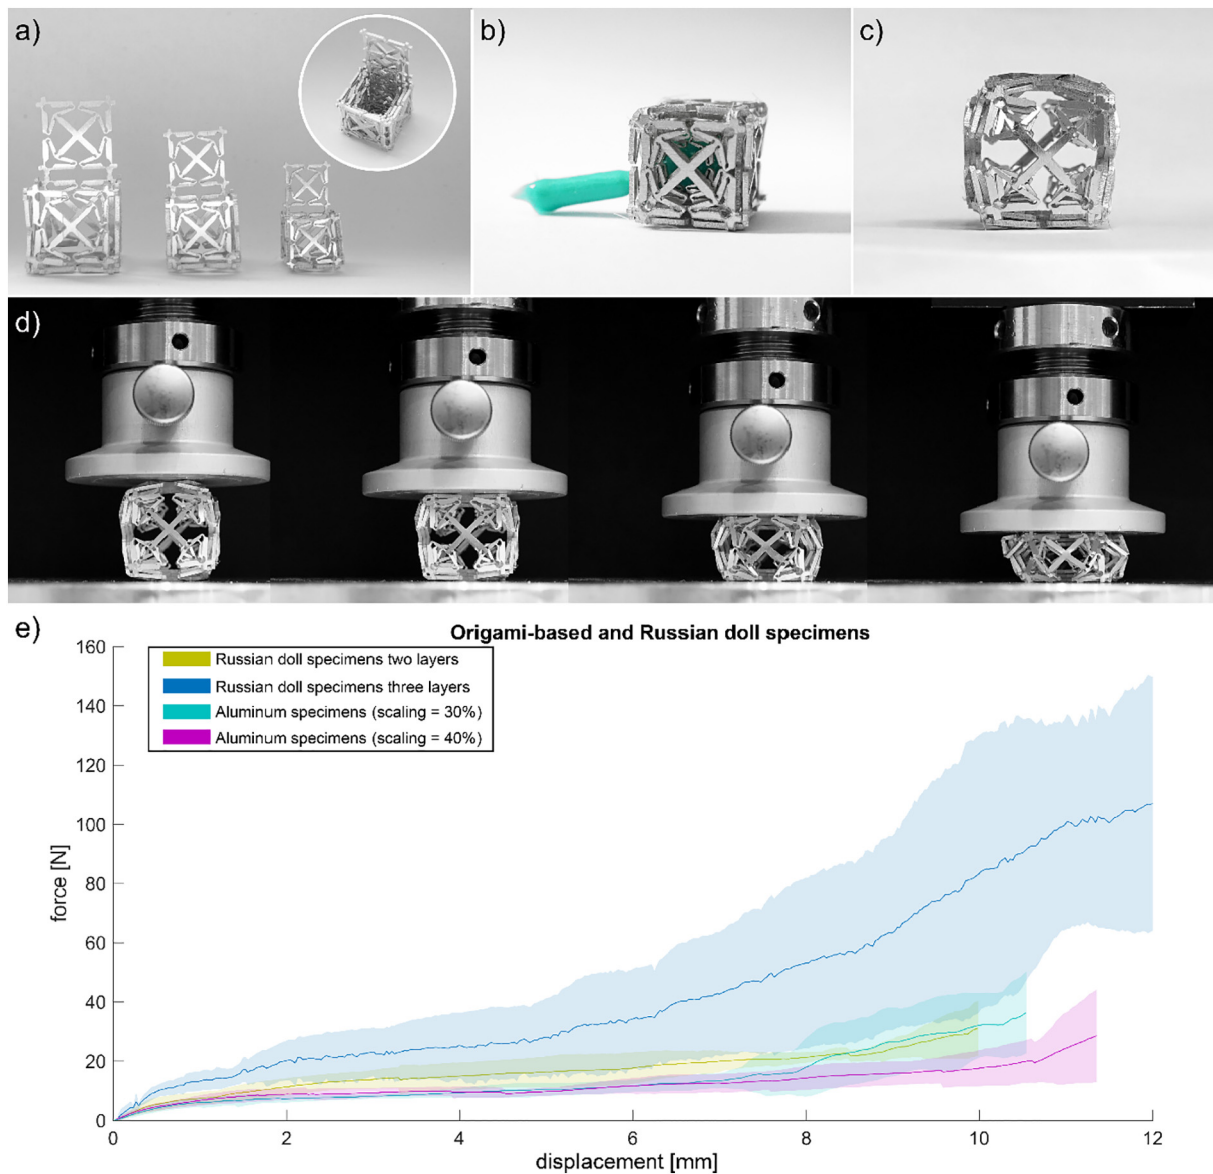 a)
b)
c)
d)
e)
Origami-based and Russian doll specimens
Russian doll specimens two layers
Russian doll specimens three layers
Aluminum specimens (scaling = 30%)
Aluminum specimens (scaling = 40%)
160
140
120
100
80
60
40
20
0
force [N]
0 2 4 6 8 10 12
displacement [mm]